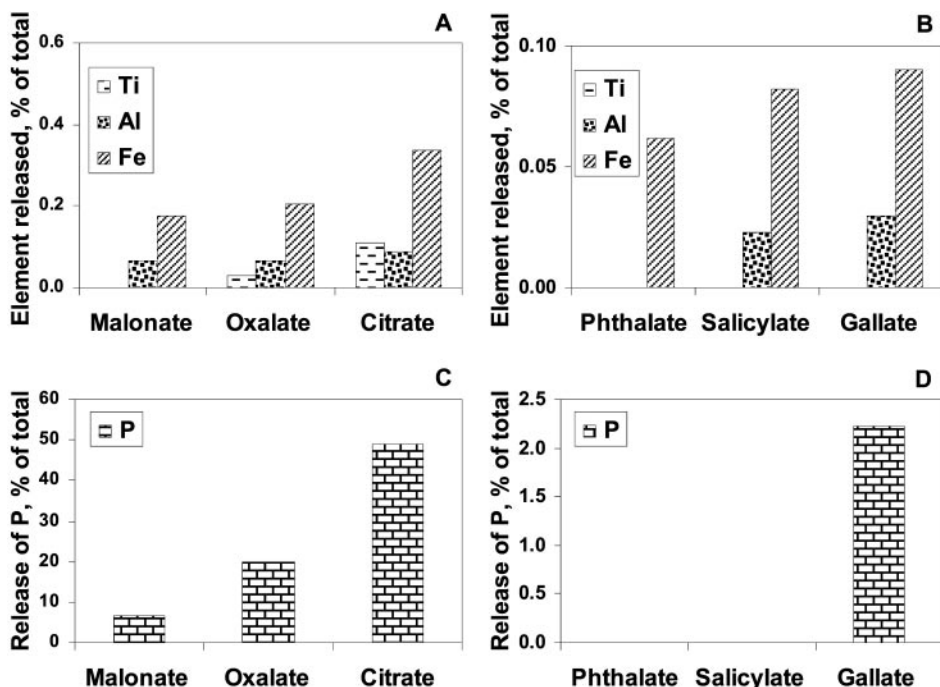 A
Element released, % of total
0.6
0.4
0.2
0.0
Ti
Al
Fe
Malonate Oxalate Citrate
B
Element released, % of total
0.10
0.05
0.00
Ti
Al
Fe
Phthalate Salicylate Gallate
C
Release of P, % of total
60
50
40
30
20
10
0
P
Malonate Oxalate Citrate
D
Release of P, % of total
2.5
2.0
1.5
1.0
0.5
0.0
P
Phthalate Salicylate Gallate